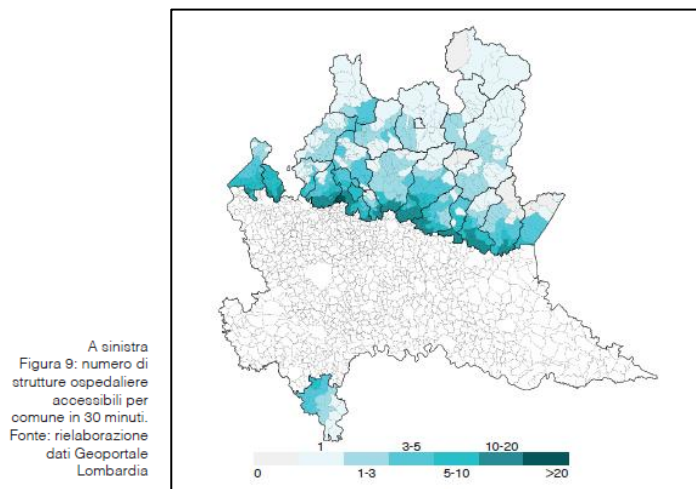 A sinistra
Figura 9: numero di
strutture ospedaliere
accessibili per
comune in 30 minuti.
Fonte: rielaborazione
dati Geoportale
Lombardia
1 3-5 10-20
0 1-3 5-10 >20